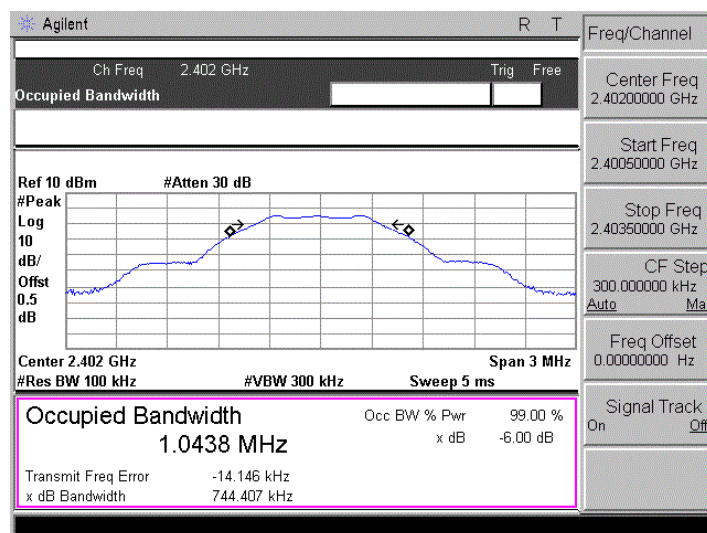 Agilent R T
Freq/Channel
Ch Freq 2.402 GHz Trig Free
Occupied Bandwidth
Center Freq
2.40200000 GHz
Start Freq
2.40050000 GHz
Stop Freq
2.40350000 GHz
CF Step
300.000000 kHz
Auto Ma
Freq Offset
0.00000000 Hz
Signal Track
On Off
Ref 10 dBm #Atten 30 dB
#Peak
Log
10
dB/
Offst
0.5
dB
Center 2.402 GHz Span 3 MHz
#Res BW 100 kHz #VBW 300 kHz Sweep 5 ms
Occupied Bandwidth Occ BW % Pwr 99.00 %
1.0438 MHz x dB -6.00 dB
Transmit Freq Error -14.146 kHz
x dB Bandwidth 744.407 kHz